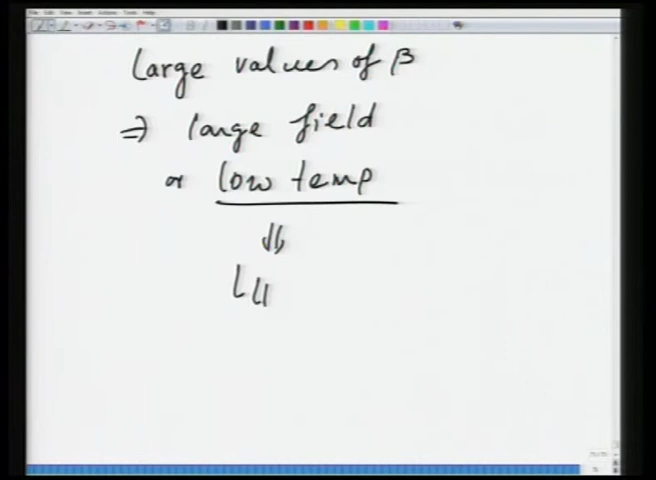 Large values of β
⇒ large field
or low temp
⇓